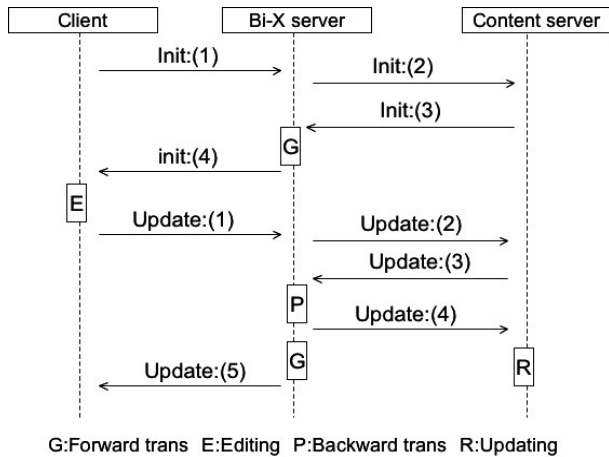 Client Bi-X server Content server
Init:(1)
Init:(2)
Init:(3)
G
init:(4)
E
Update:(1)
Update:(2)
Update:(3)
P
Update:(4)
G
R
Update:(5)
G:Forward trans E:Editing P:Backward trans R:Updating